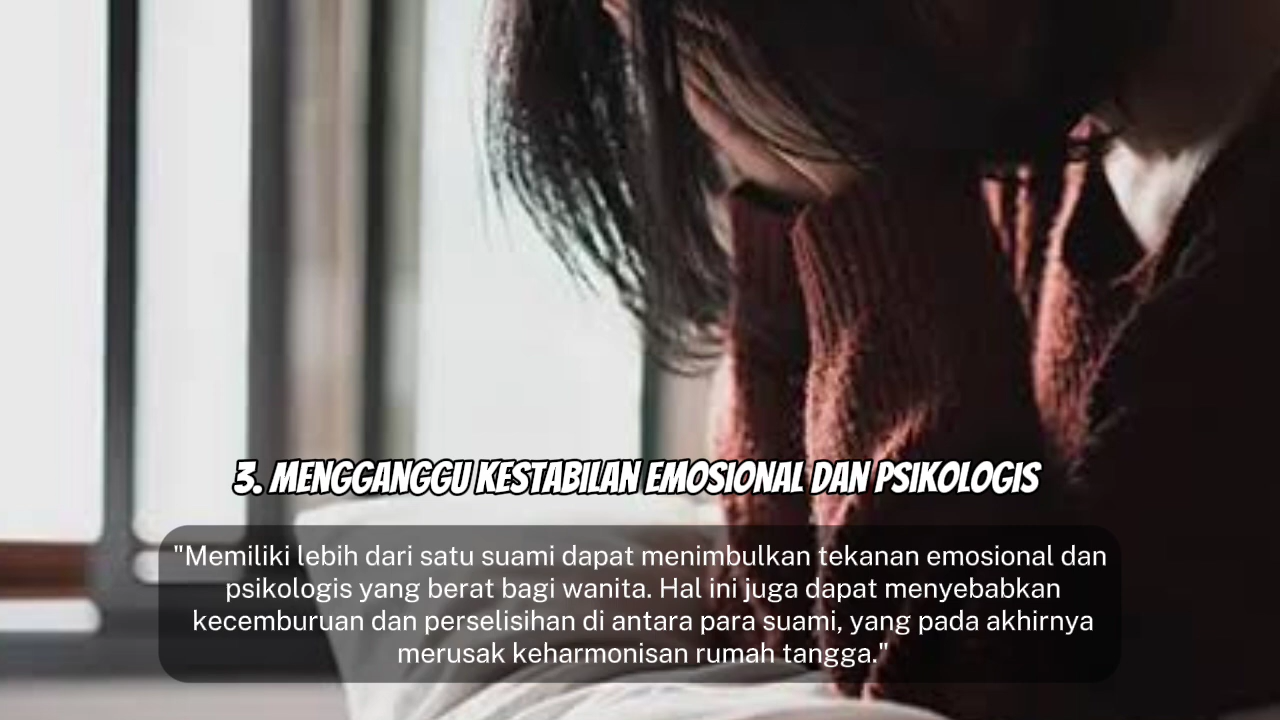 3. MENGGANGGU KESTABILAN EMOSIONAL DAN PSIKOLOGIS
"Memiliki lebih dari satu suami dapat menimbulkan tekanan emosional dan
psikologis yang berat bagi wanita. Hal ini juga dapat menyebabkan
kecemburuan dan perselisihan di antara para suami, yang pada akhirnya
merusak keharmonisan rumah tangga."